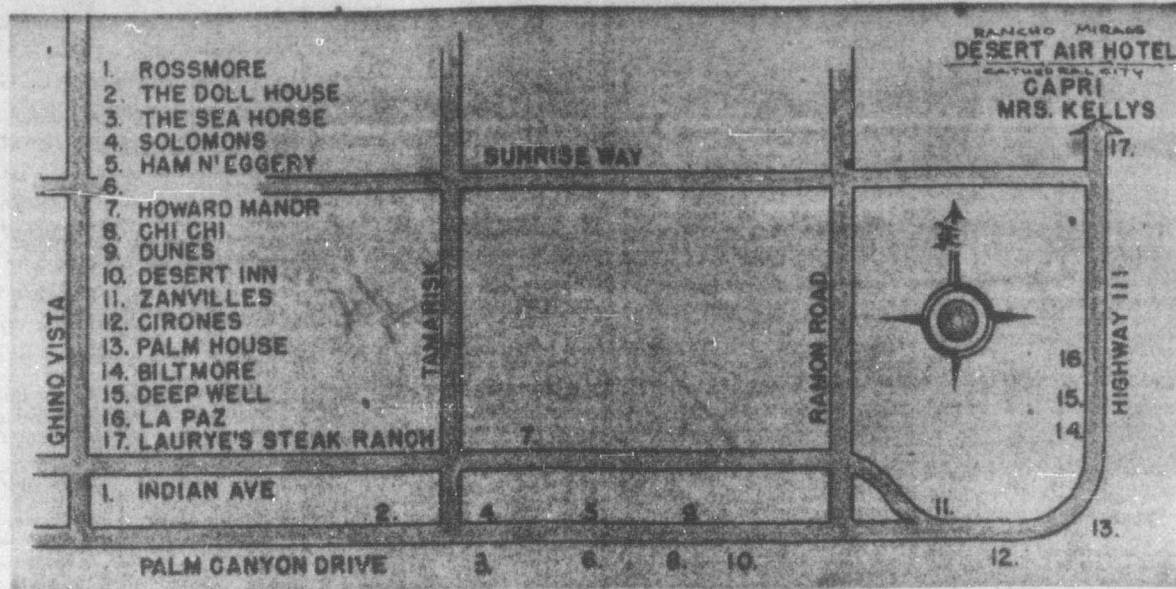 RANCHO MIRAGE
DESERT AIR HOTEL
CATHEDRAL CITY
CAPRI
MRS. KELLYS
17.
1. ROSSMORE
2. THE DOLL HOUSE
3. THE SEA HORSE
4. SOLOMONS
5. HAM N' EGGERY
6.
7. HOWARD MANOR
8. CHI CHI
9. DUNES
10. DESERT INN
11. ZANVILLES
12. CIRONES
13. PALM HOUSE
14. BILTMORE
15. DEEP WELL
16. LA PAZ
17. LAURYE'S STEAK RANCH
SUNRISE WAY
CHINO VISTA
TAMARISK
RAMON ROAD
HIGHWAY 111
16.
15.
14.
7.
1.
INDIAN AVE
2.
4.
5.
9.
11.
13.
PALM CANYON DRIVE
3.
6.
8.
10.
12.